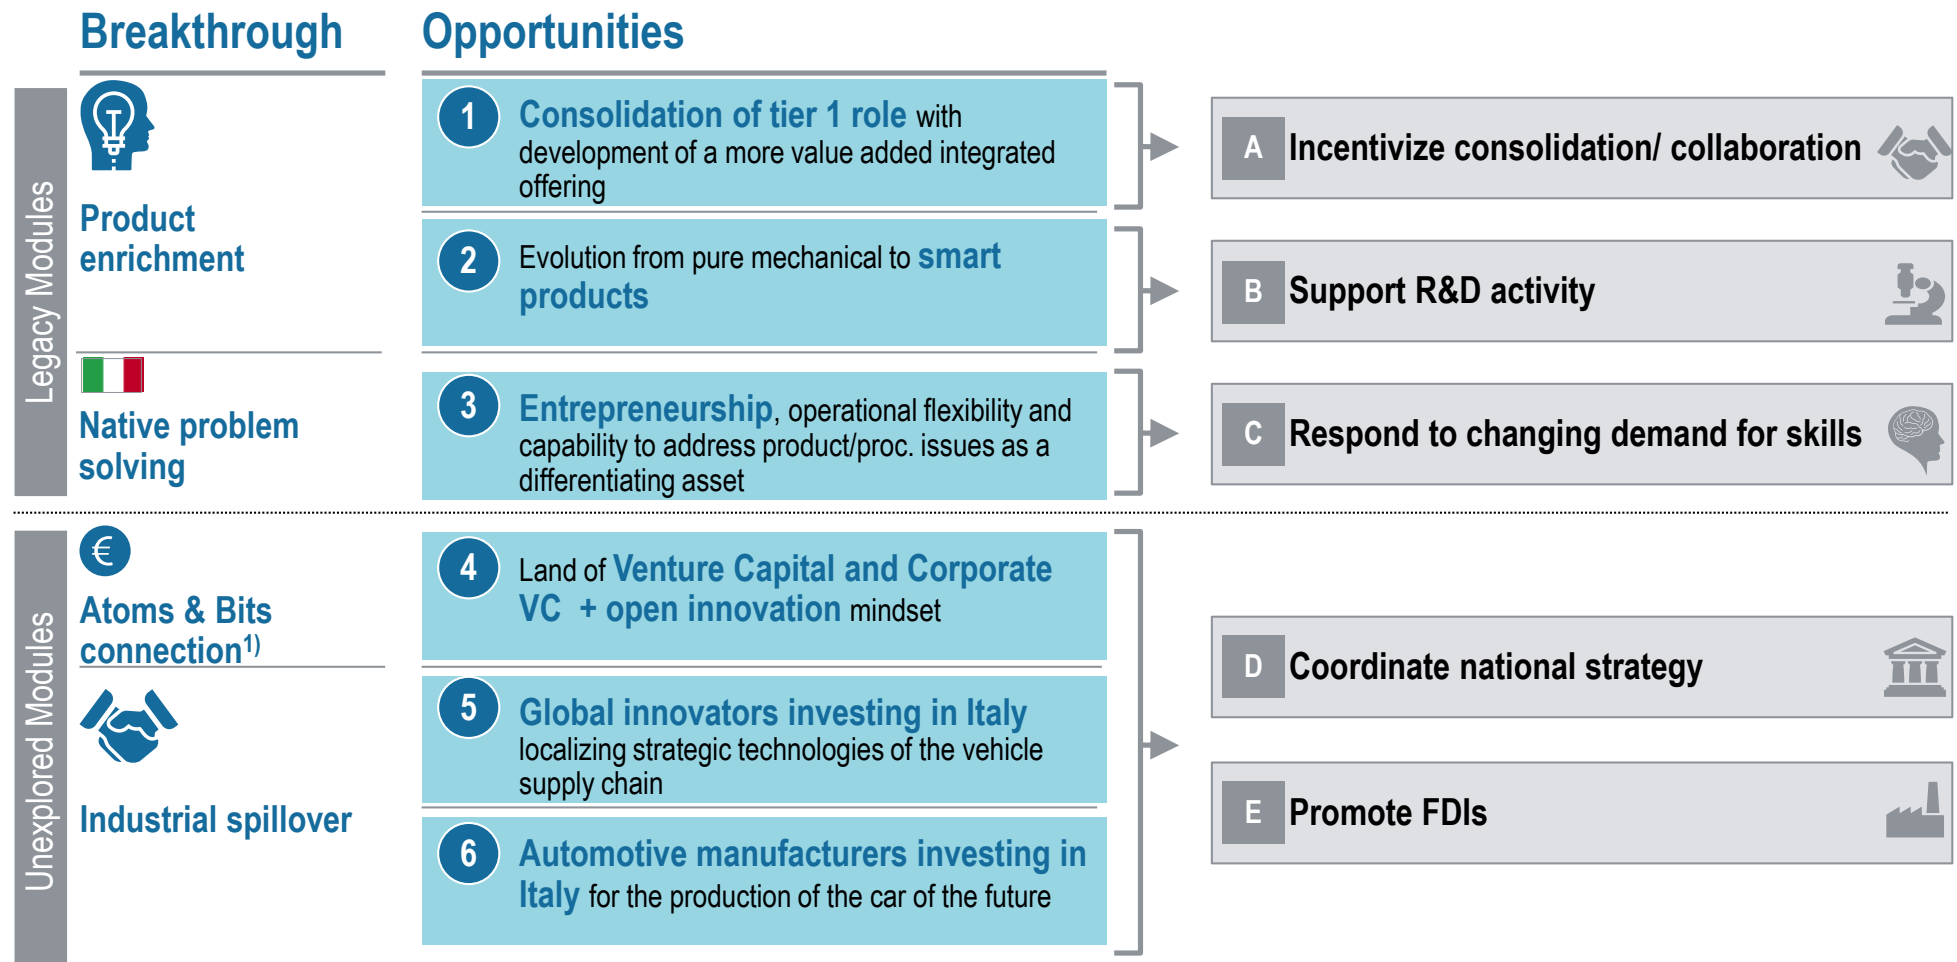 Breakthrough
Opportunities
Legacy Modules
Product
enrichment
1
Consolidation of tier 1 role with
development of a more value added integrated
offering
A
Incentivize consolidation/ collaboration
2
Evolution from pure mechanical to smart
products
B
Support R&D activity
Native problem
solving
3
Entrepreneurship, operational flexibility and
capability to address product/proc. issues as a
differentiating asset
C
Respond to changing demand for skills
Unexplored Modules
€
Atoms & Bits
connection1)
4
Land of Venture Capital and Corporate
VC + open innovation mindset
D
Coordinate national strategy
Industrial spillover
5
Global innovators investing in Italy
localizing strategic technologies of the vehicle
supply chain
E
Promote FDIs
6
Automotive manufacturers investing in
Italy for the production of the car of the future